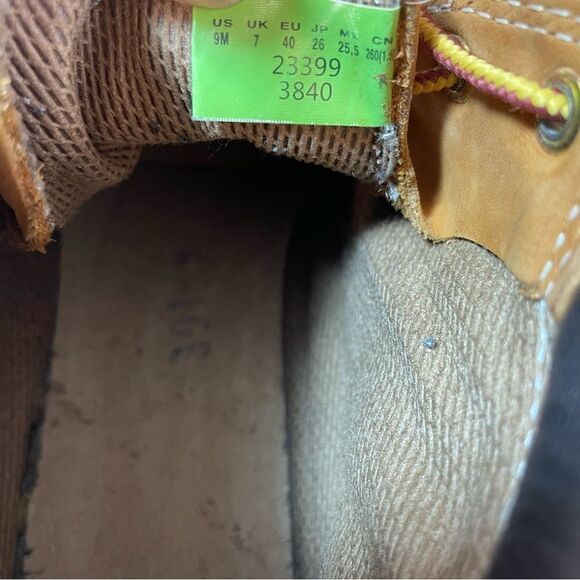 US UK EU JP MX CN
9M 7 40 26 25,5 260(1,5
23399
3840